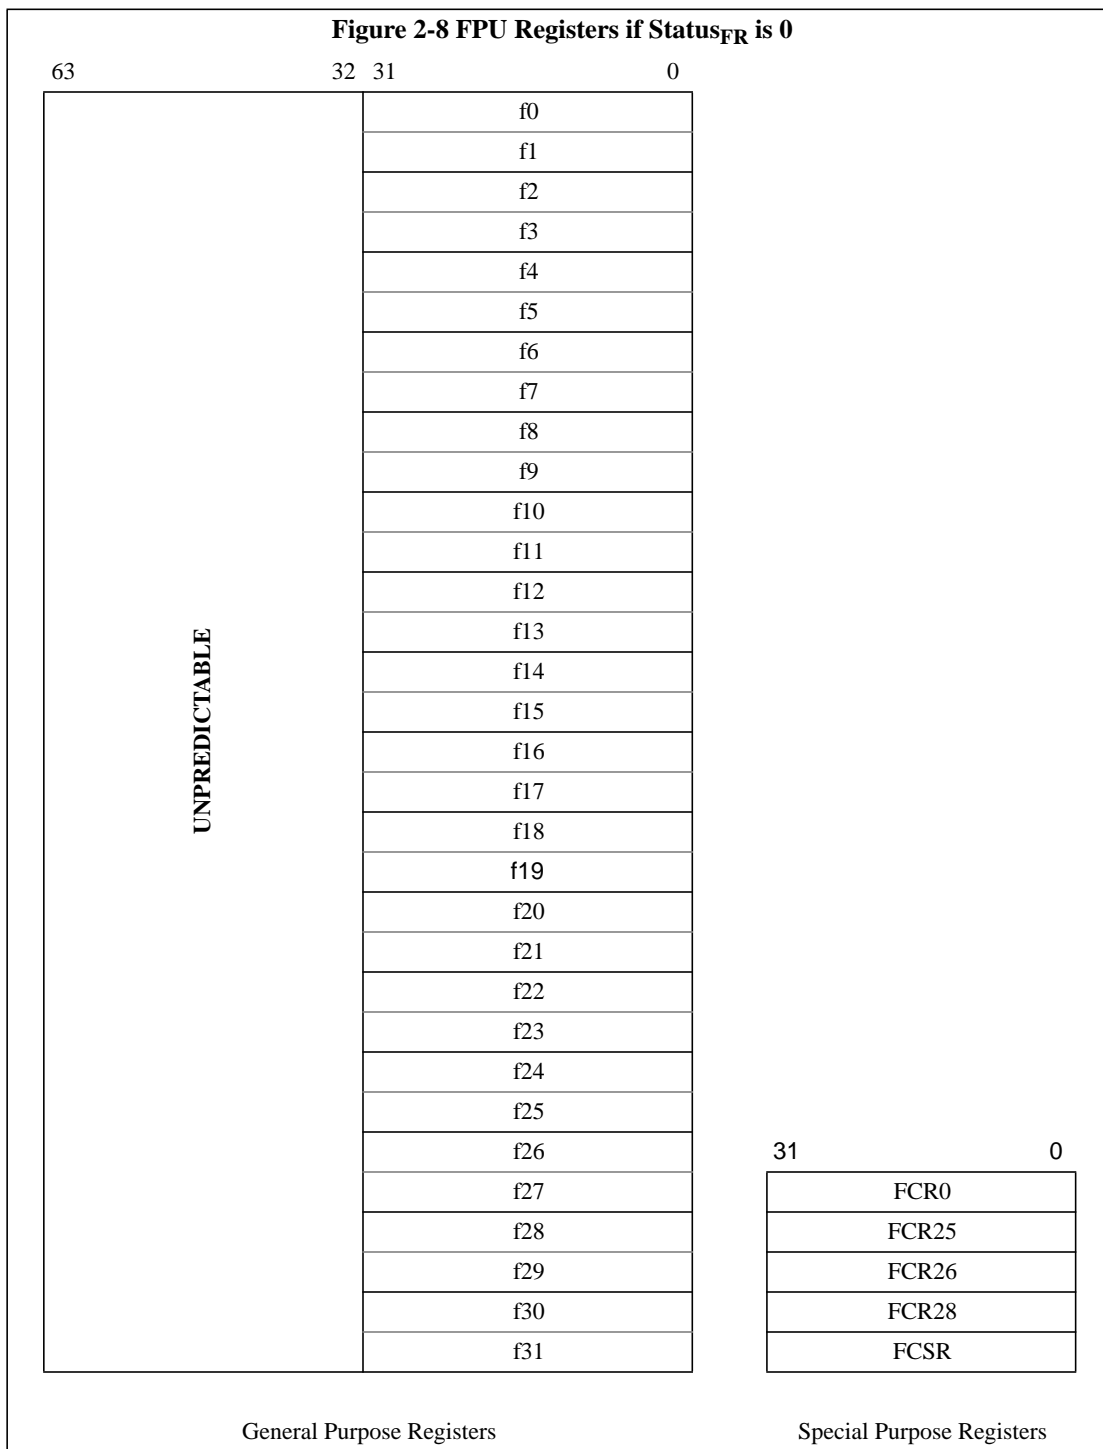 Figure 2-8 FPU Registers if StatusFR is 0
63 32 31 0
f0
f1
f2
f3
f4
f5
f6
f7
f8
f9
f10
f11
f12
f13
f14
f15
f16
f17
f18
f19
f20
f21
f22
f23
f24
f25
f26
f27
f28
f29
f30
f31
UNPREDICTABLE
31 0
FCR0
FCR25
FCR26
FCR28
FCSR
General Purpose Registers
Special Purpose Registers